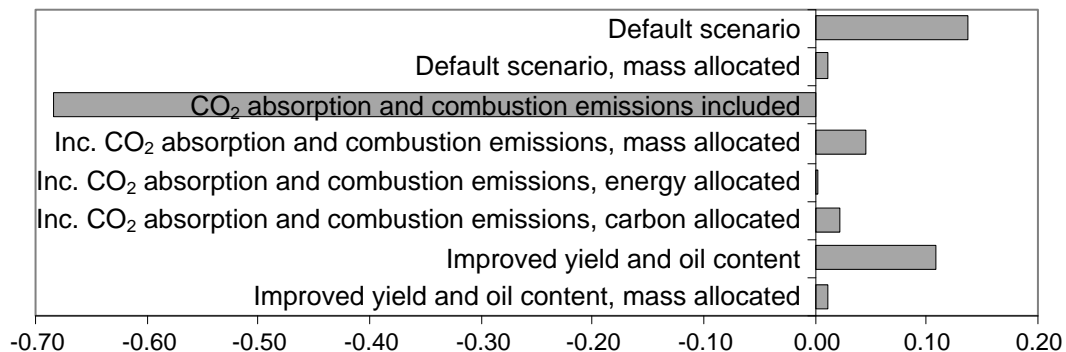 Default scenario
Default scenario, mass allocated
CO₂ absorption and combustion emissions included
Inc. CO₂ absorption and combustion emissions, mass allocated
Inc. CO₂ absorption and combustion emissions, energy allocated
Inc. CO₂ absorption and combustion emissions, carbon allocated
Improved yield and oil content
Improved yield and oil content, mass allocated
-0.70 -0.60 -0.50 -0.40 -0.30 -0.20 -0.10 0.00 0.10 0.20